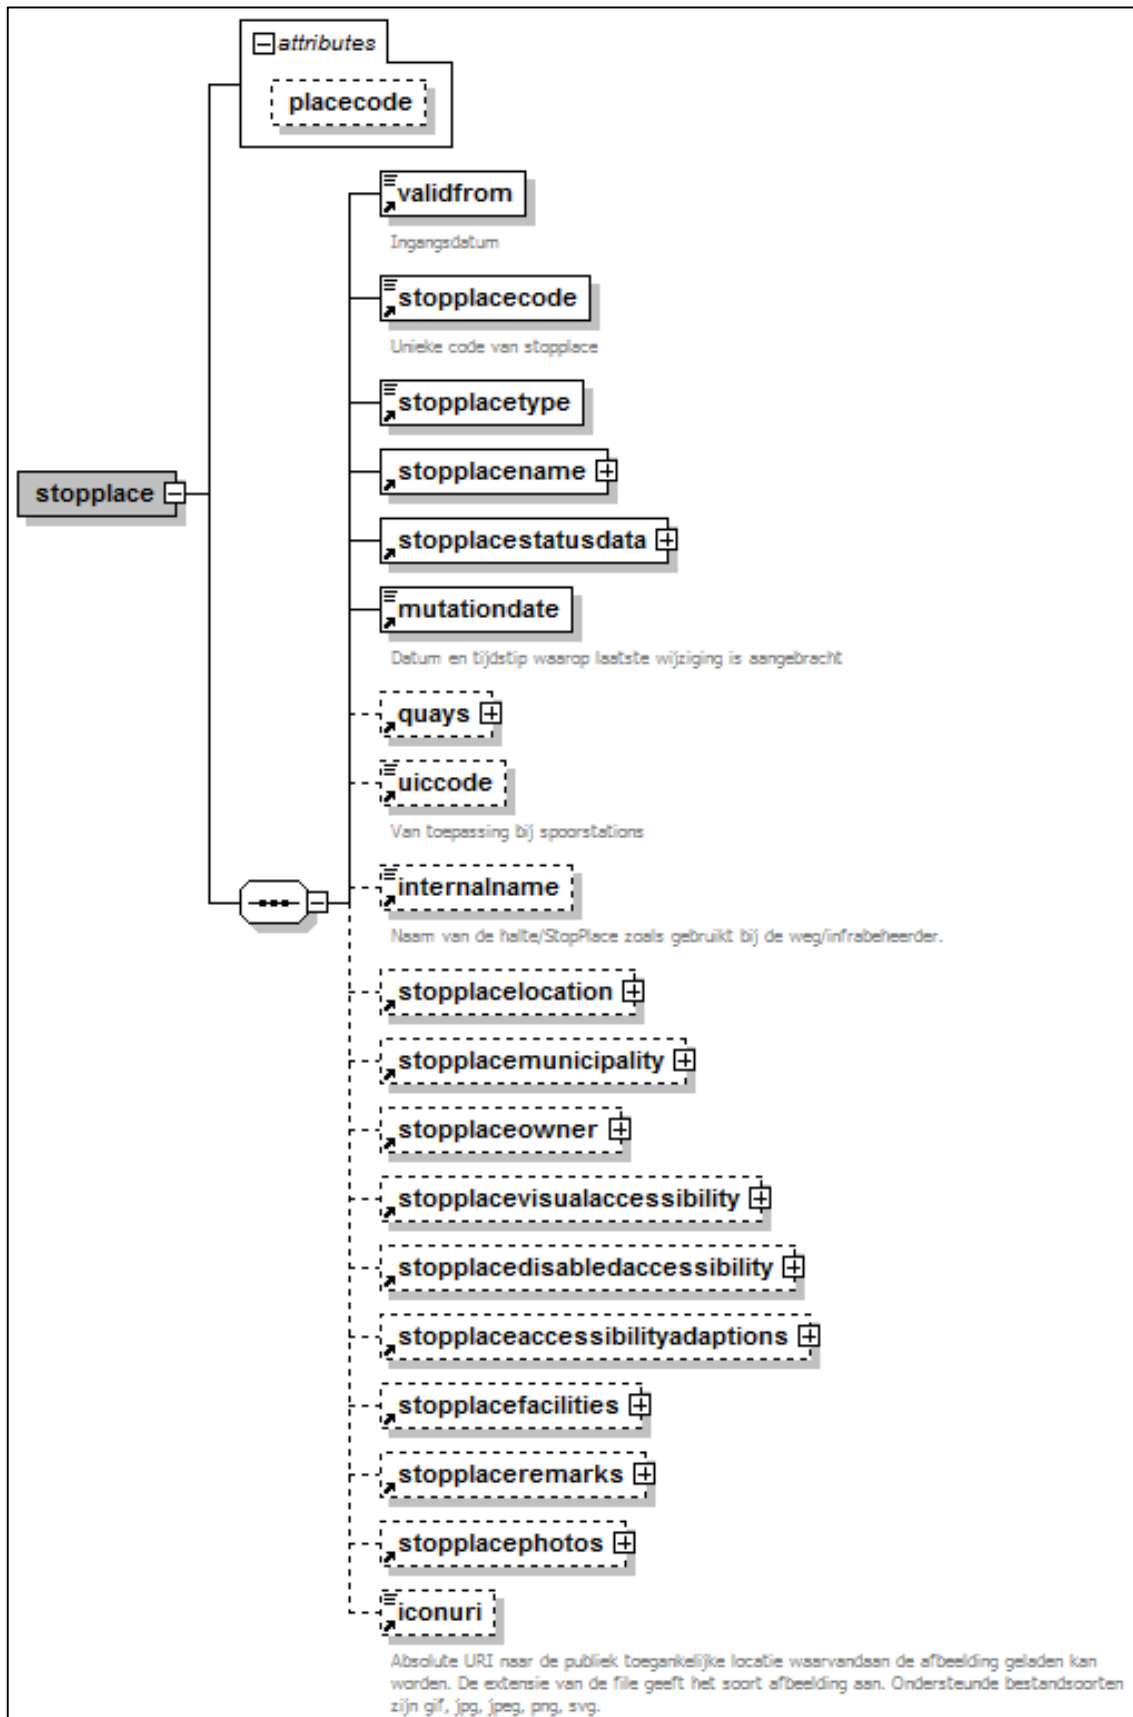 attributes
placecode
validfrom
Ingangsdatum
stopplacecode
Unieke code van stopplace
stopplacetype
stopplacename
stopplace
stopplacestatusdata
mutationdate
Datum en tijdstip waarop laatste wijziging is aangebracht
quays
uiccode
Van toepassing bij spoorstations
internalname
Naam van de halte/StopPlace zoals gebruikt bij de weg/infrabeheerder.
stopplacelocation
stopplacemunicipality
stopplaceowner
stopplacevisualaccessibility
stopplacedisabledaccessibility
stopplaceaccessibilityadaptions
stopplacefacilities
stopplaceremarks
stopplacephotos
iconuri
Absolute URI naar de publiek toegankelijke locatie waarvandaan de afbeelding geladen kan
worden. De extensie van de file geeft het soort afbeelding aan. Ondersteunde bestandsoorten
zijn gif, jpg, jpeg, png, svg.